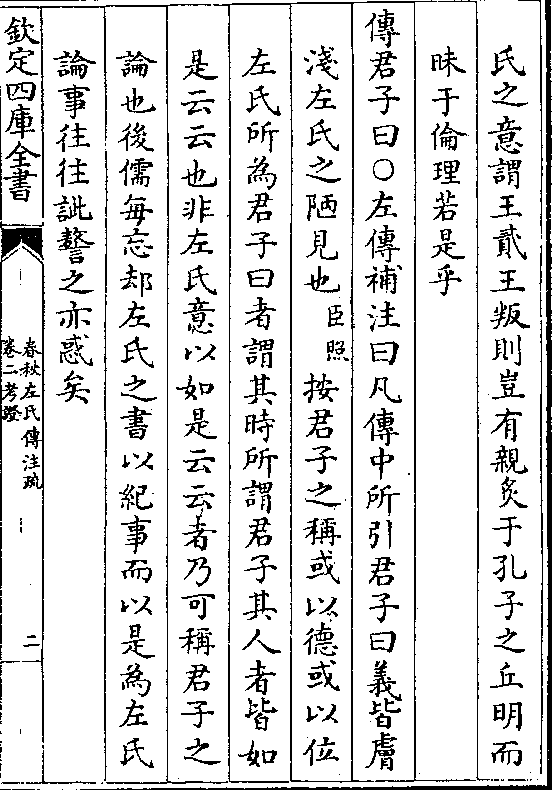 氏之意謂王貳王叛則豈有親炙于孔子之丘明而
昧于倫理若是乎
傳君子曰○左傳補注曰凡傳中所引君子曰義皆膚
淺左氏之陋見也臣照按君子之稱或以德或以位
左氏所為君子曰者謂其時所謂君子其人者皆如
是云云也非左氏意以如是云云者乃可稱君子之
論也後儒每忘却左氏之書以紀事而以是為左氏
論事往往訿謷之亦惑矣
欽定四庫全書
春秋左氏傳注疏
卷二考證
二